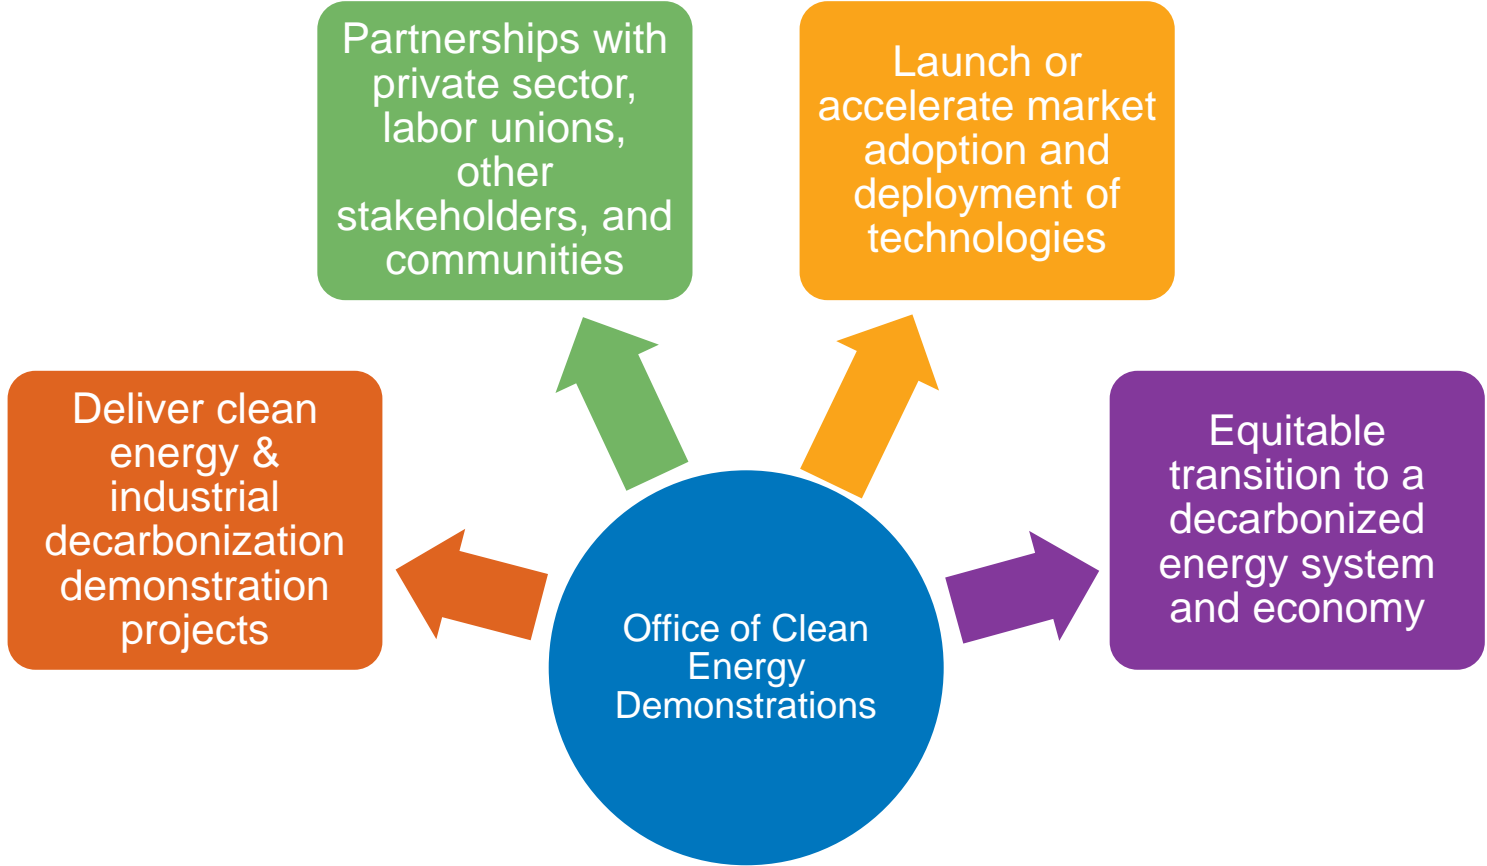 Partnerships with
private sector,
labor unions,
other
stakeholders, and
communities
Launch or
accelerate market
adoption and
deployment of
technologies
Deliver clean
energy &
industrial
decarbonization
demonstration
projects
Equitable
transition to a
decarbonized
energy system
and economy
Office of Clean
Energy
Demonstrations